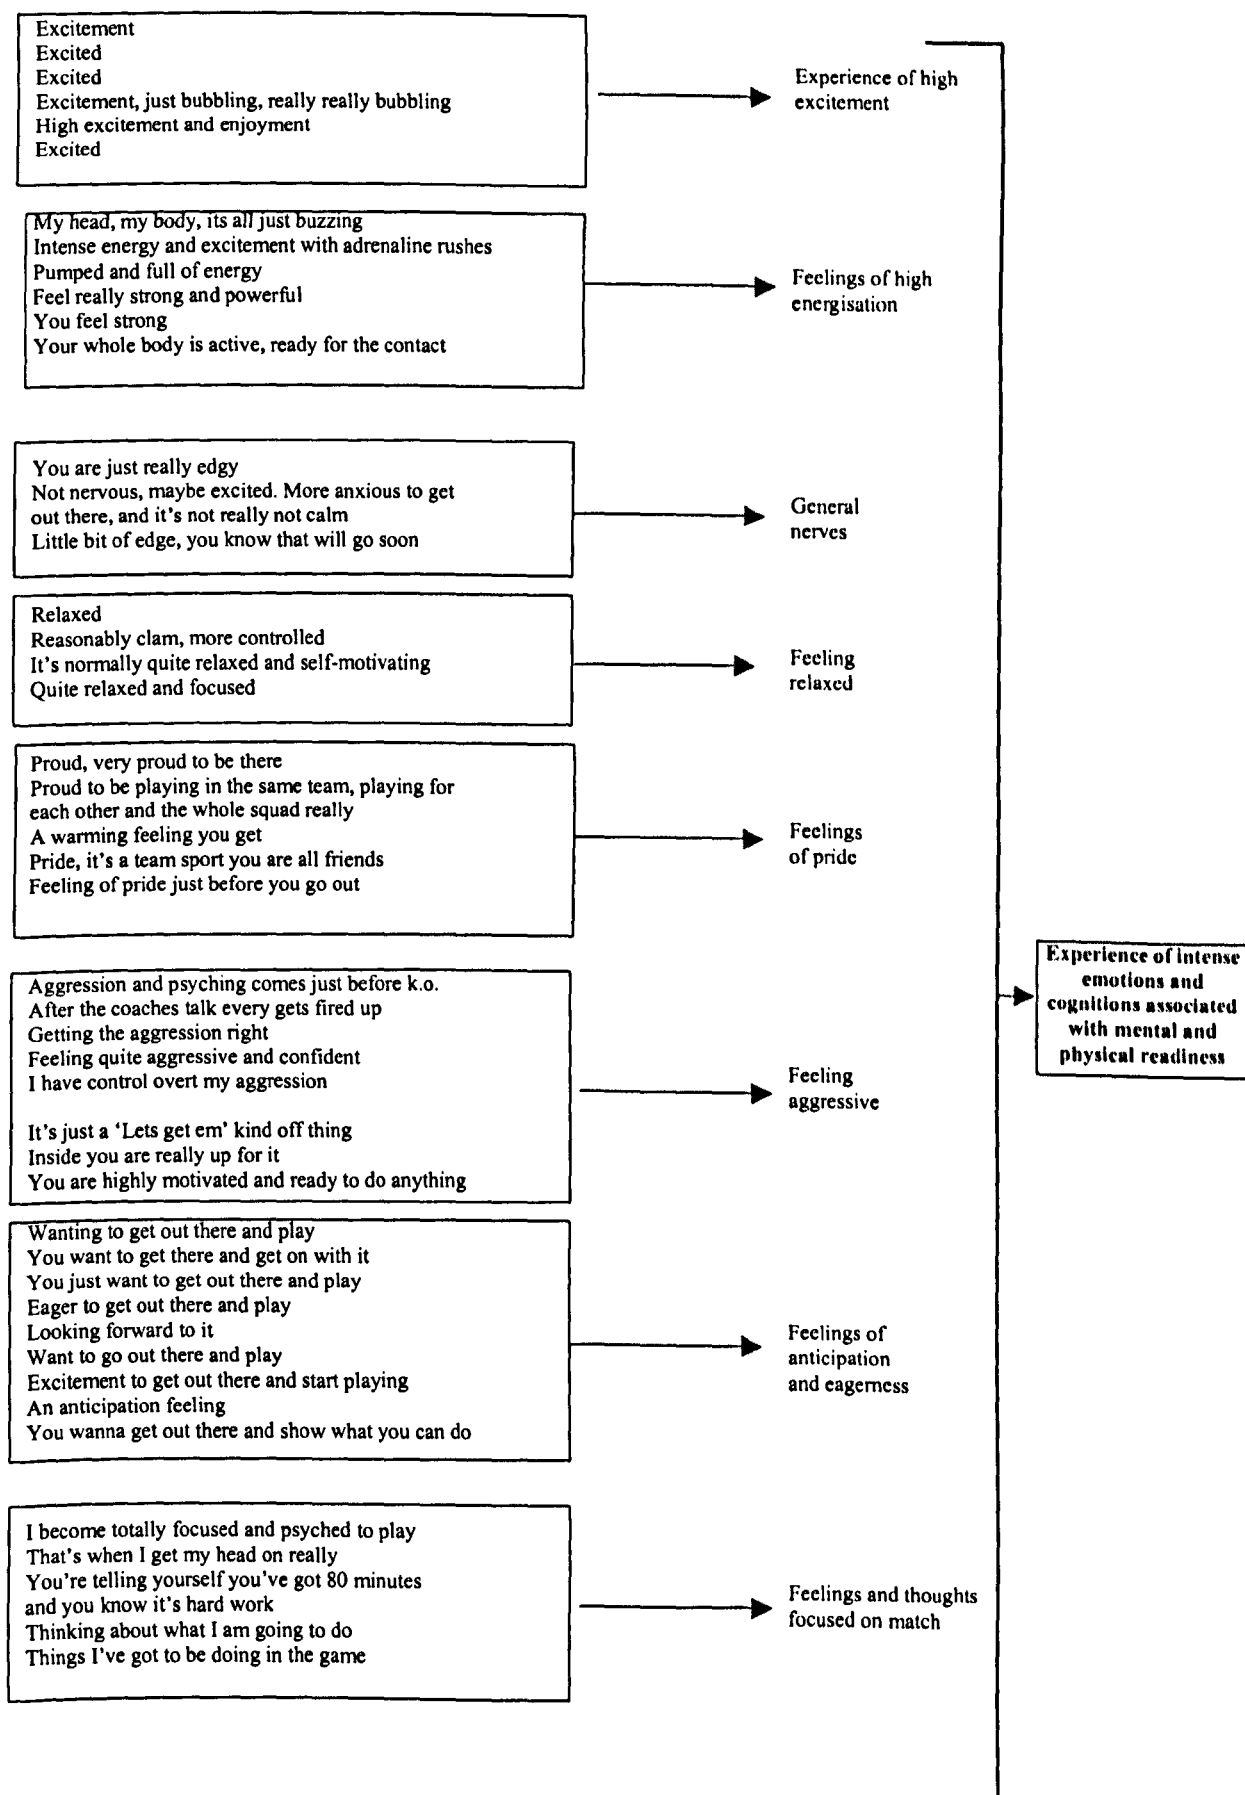 Excitement
Excited
Excited
Excitement, just bubbling, really really bubbling
High excitement and enjoyment
Excited
Experience of high
excitement
My head, my body, its all just buzzing
Intense energy and excitement with adrenaline rushes
Pumped and full of energy
Feel really strong and powerful
You feel strong
Your whole body is active, ready for the contact
Feelings of high
energisation
You are just really edgy
Not nervous, maybe excited. More anxious to get
out there, and it's not really not calm
Little bit of edge, you know that will go soon
General
nerves
Relaxed
Reasonably clam, more controlled
It's normally quite relaxed and self-motivating
Quite relaxed and focused
Feeling
relaxed
Proud, very proud to be there
Proud to be playing in the same team, playing for
each other and the whole squad really
A warming feeling you get
Pride, it's a team sport you are all friends
Feeling of pride just before you go out
Feelings
of pride
Aggression and psyching comes just before k.o.
After the coaches talk every gets fired up
Getting the aggression right
Feeling quite aggressive and confident
I have control overt my aggression
It's just a 'Lets get em' kind off thing
Inside you are really up for it
You are highly motivated and ready to do anything
Feeling
aggressive
Wanting to get out there and play
You want to get there and get on with it
You just want to get out there and play
Eager to get out there and play
Looking forward to it
Want to go out there and play
Excitement to get out there and start playing
An anticipation feeling
You wanna get out there and show what you can do
Feelings of
anticipation
and eagerness
I become totally focused and psyched to play
That's when I get my head on really
You're telling yourself you've got 80 minutes
and you know it's hard work
Thinking about what I am going to do
Things I've got to be doing in the game
Feelings and thoughts
focused on match
Experience of intense
emotions and
cognitions associated
with mental and
physical readiness